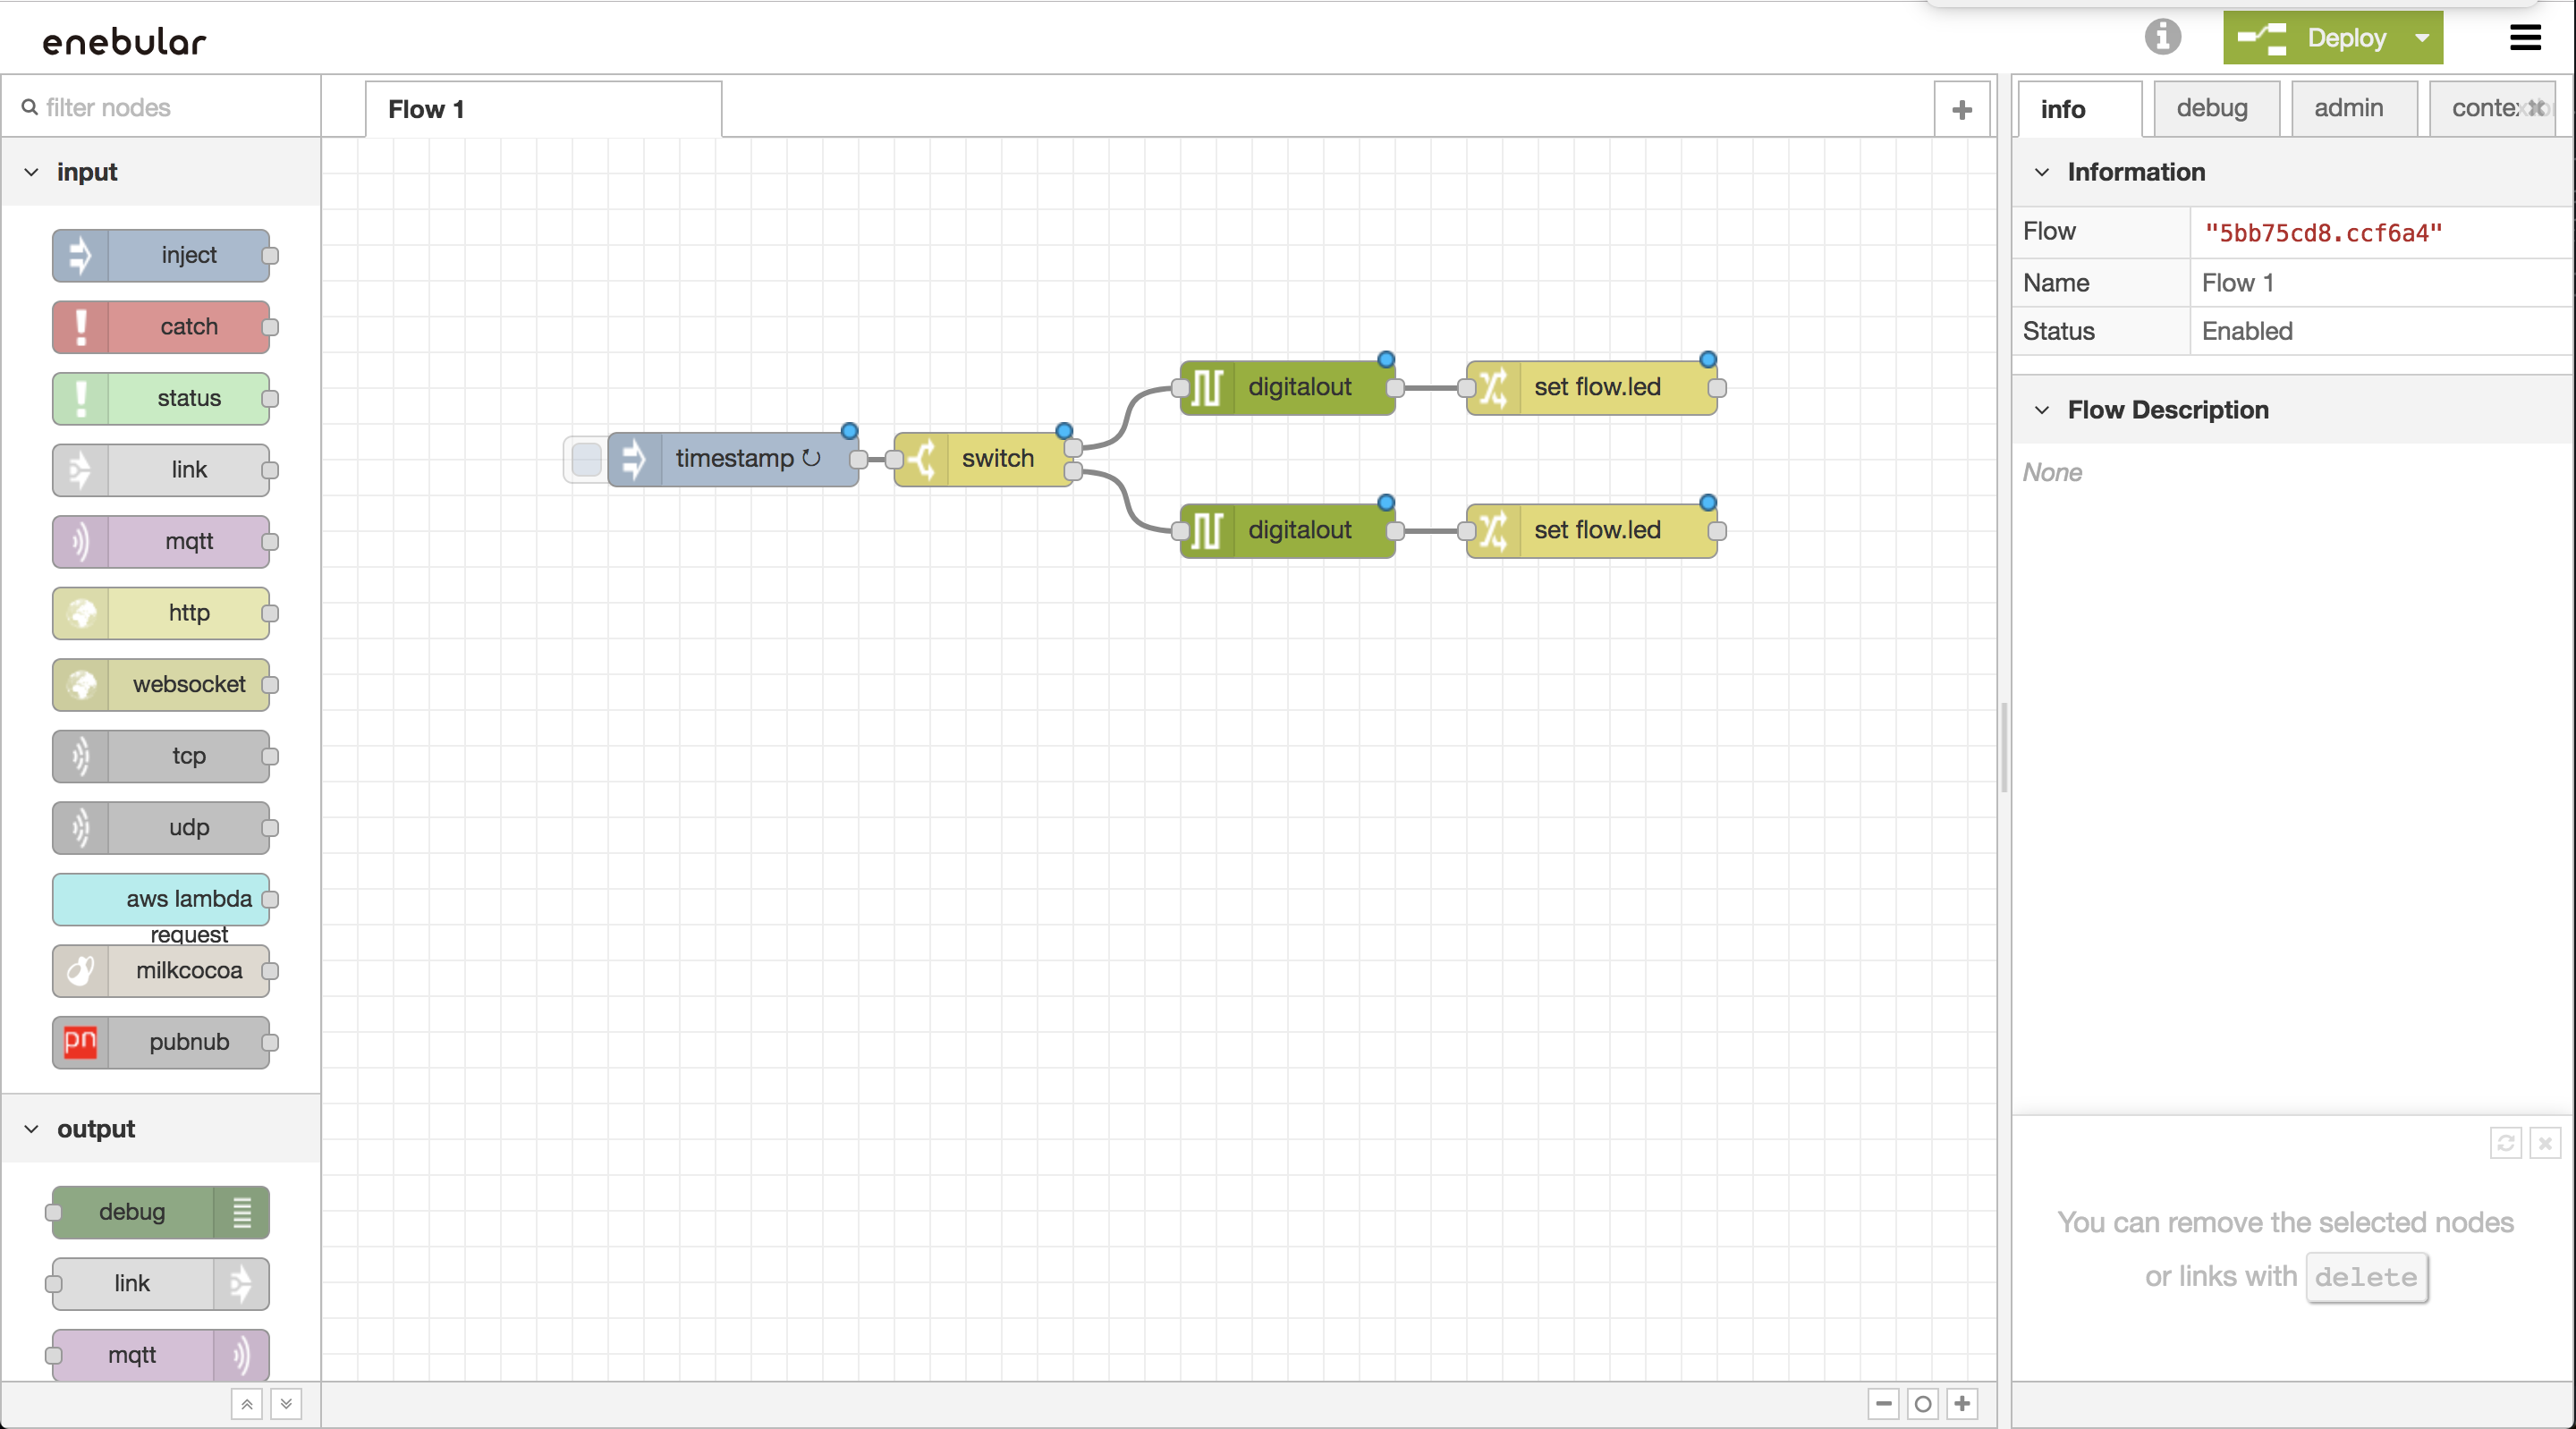 enebular
Deploy
filter nodes
Flow 1
info
debug
admin
input
inject
catch
status
link
mqtt
http
websocket
tcp
udp
aws lambda
request
milkcocoa
pn
pubnub
output
debug
link
mqtt
timestamp ↻
switch
digitalout
set flow.led
digitalout
set flow.led
Information
Flow "5bb75cd8.ccf6a4"
Name Flow 1
Status Enabled
Flow Description
None
You can remove the selected nodes
or links with delete